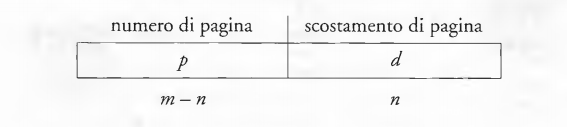 numero di pagina scostamento di pagina
p d
m – n n